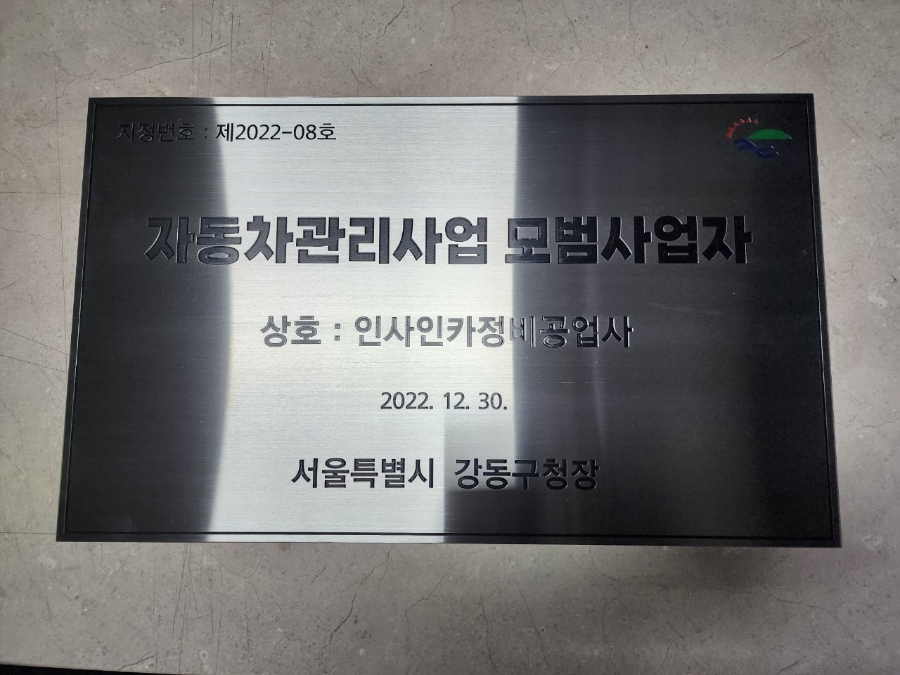 지정번호 : 제2022-08호
자동차관리사업 모범사업자
상호 : 인사인카정비공업사
2022. 12. 30.
서울특별시 강동구청장